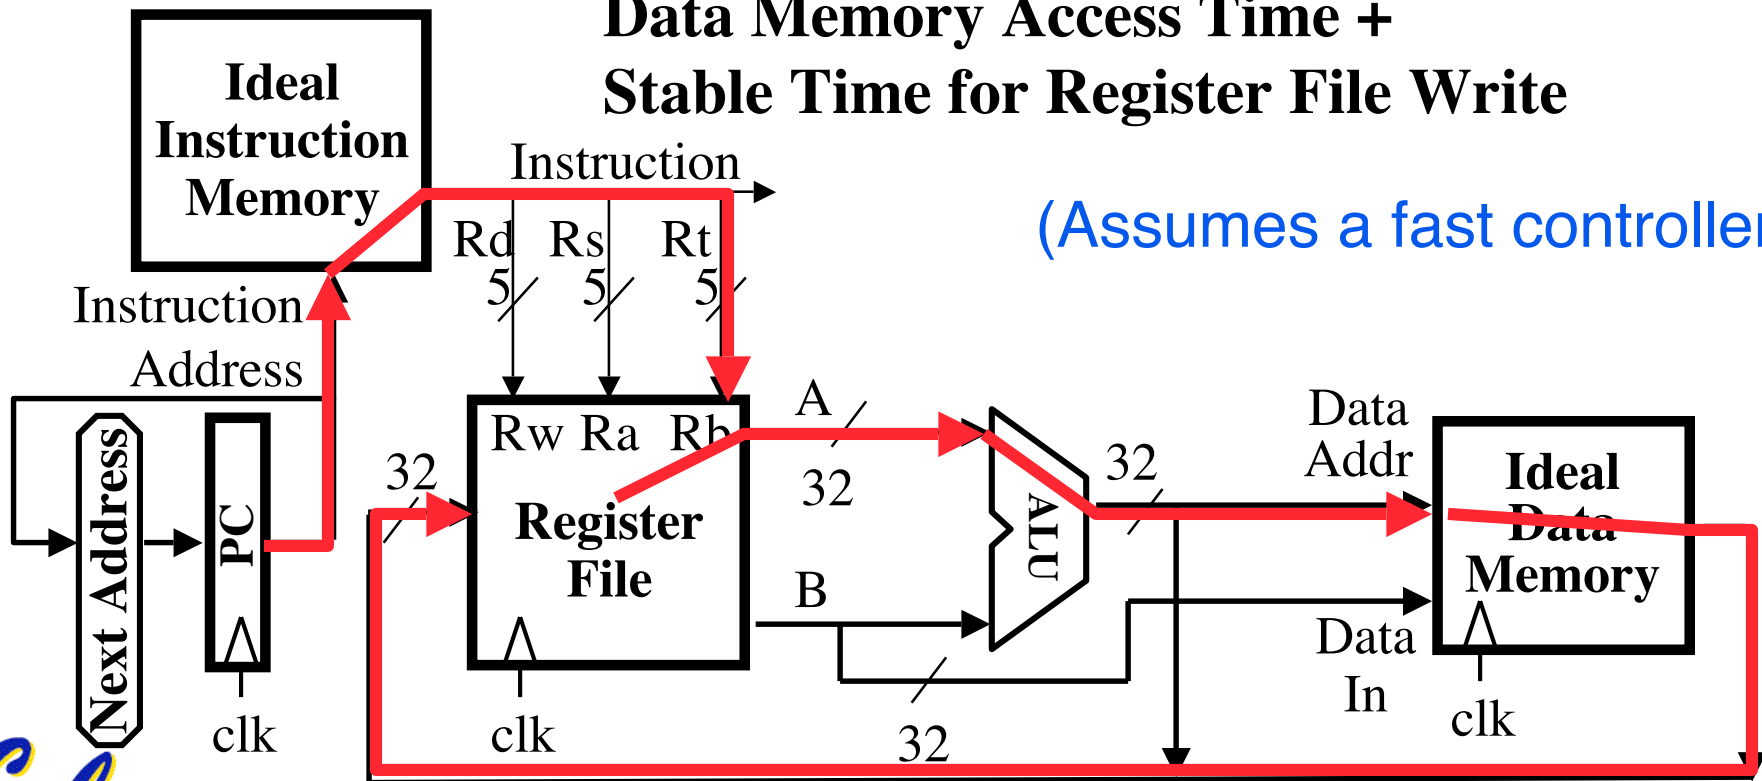 Data Memory Access Time +
Stable Time for Register File Write
Ideal
Instruction
Memory
Instruction
(Assumes a fast controller
Rd Rs Rt
5 5 5
Instruction
Address
Next Address
PC
clk
32
Rw Ra Rb
Register
File
clk
A
32
B
32
ALU
32
Data
Addr
Ideal
Data
Memory
Data
In
clk